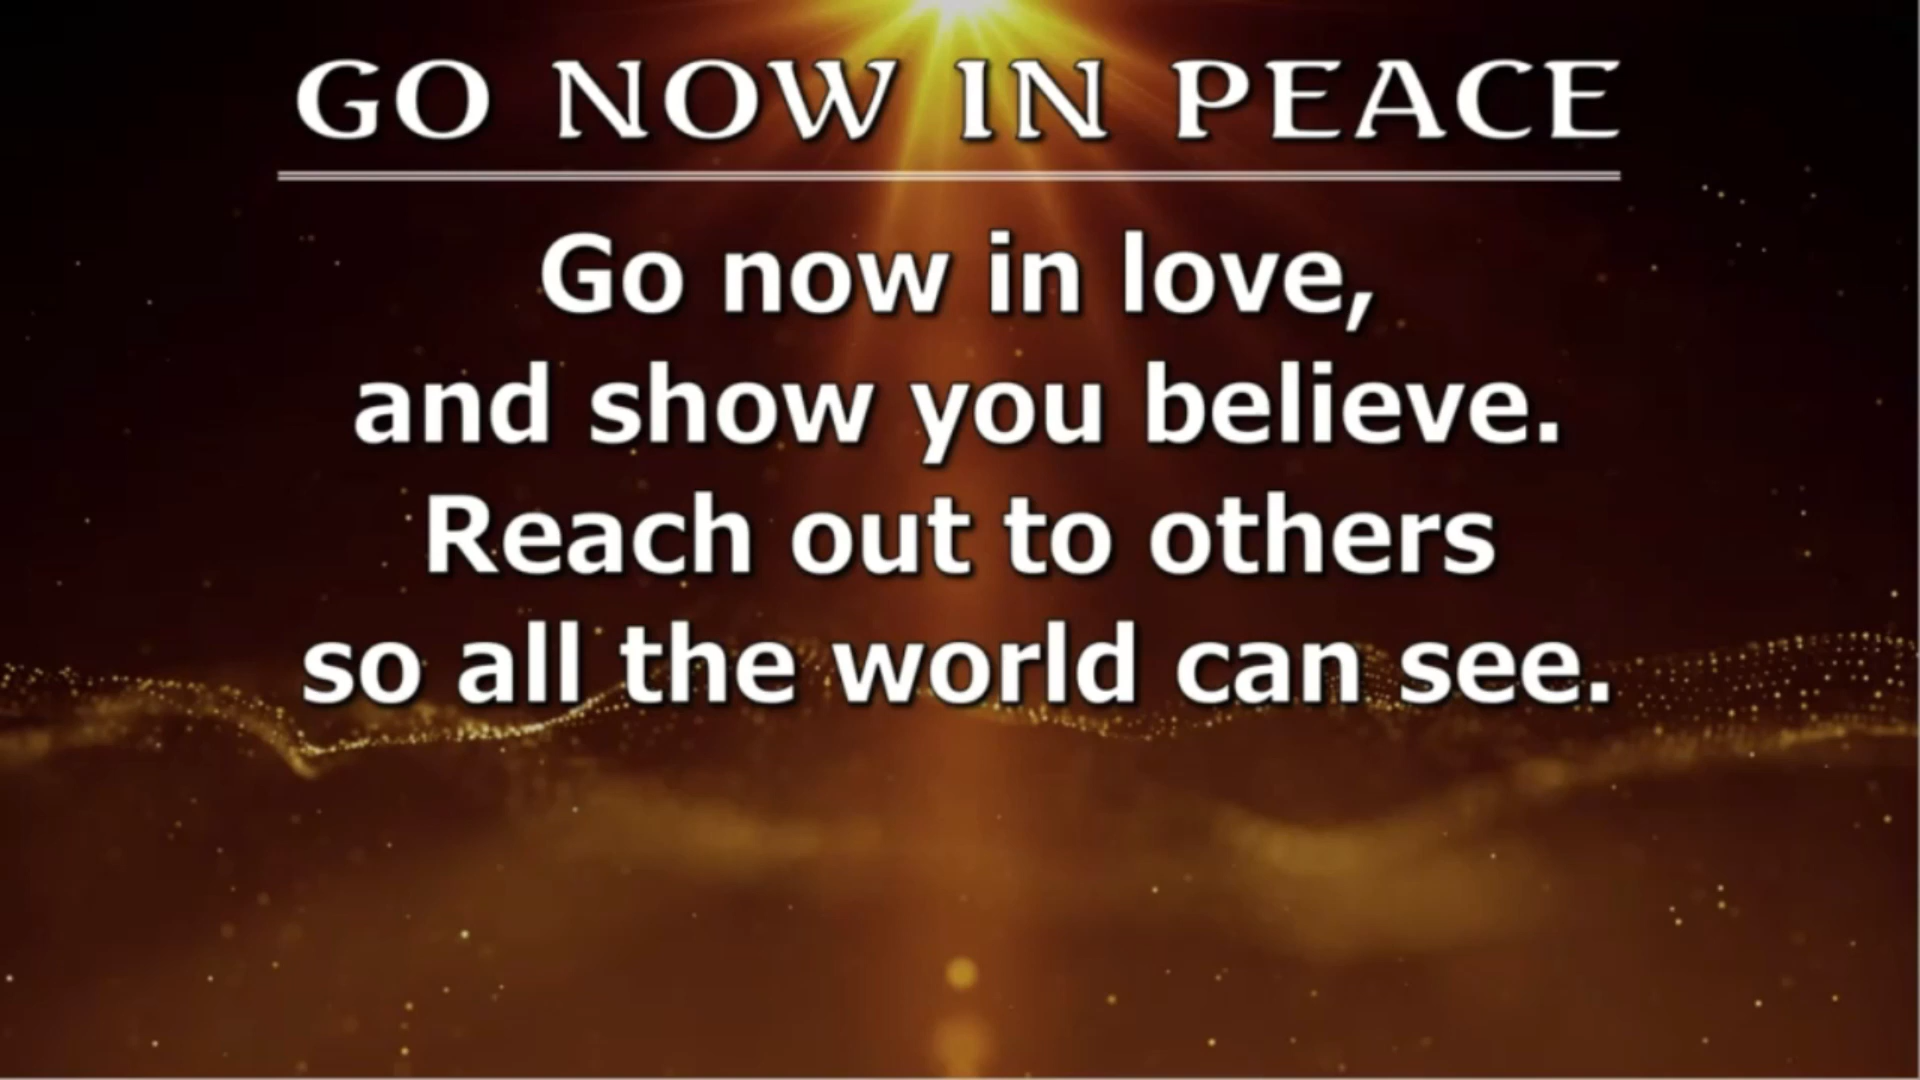 GO NOW IN PEACE
Go now in love,
and show you believe.
Reach out to others
so all the world can see.